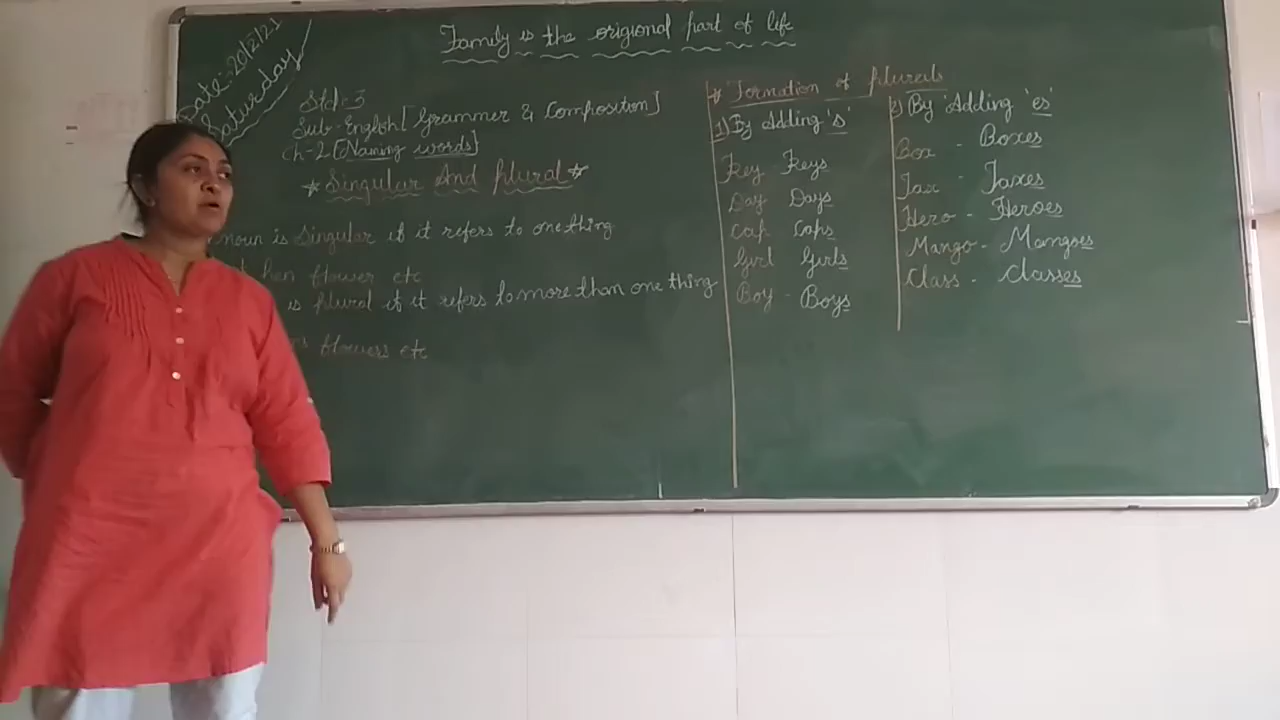 Date:- 20/2/21
Saturday
Family is the origional part of life
Std:-3
Sub-English [Grammer & Composition]
Ch-2 [Naming words]
* Singular And plural *
noun is Singular if it refers to one thing
hen flower etc
is plural if it refers to more than one thing
flowers etc
* Formation of plurals
1) By Adding 's'
Key Keys
Day Days
Cap Caps
Girl Girls
Boy - Boys
2) By Adding 'es'
Box - Boxes
Tax - Taxes
Hero - Heroes
Mango - Mangoes
Class - Classes